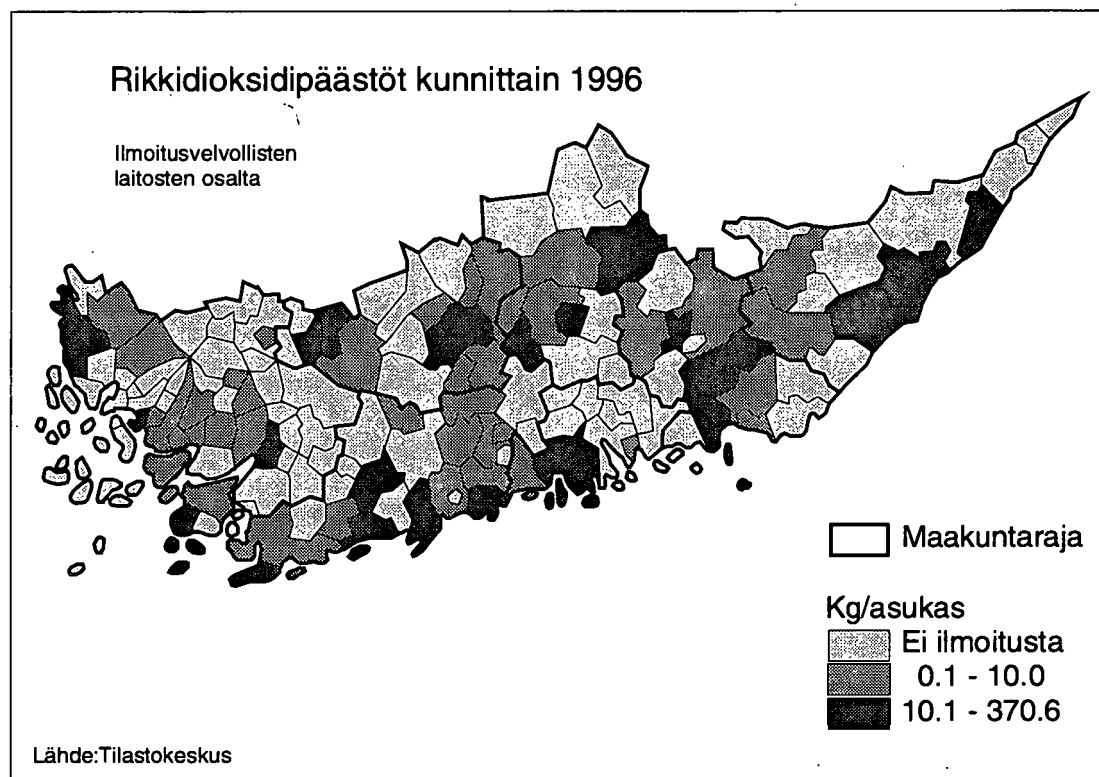 Rikkidioksidipäästöt kunnittain 1996
Ilmoitusvelvollisten
laitosten osalta
Maakuntaraja
Kg/asukas
Ei ilmoitusta
0.1 - 10.0
10.1 - 370.6
Lähde:Tilastokeskus